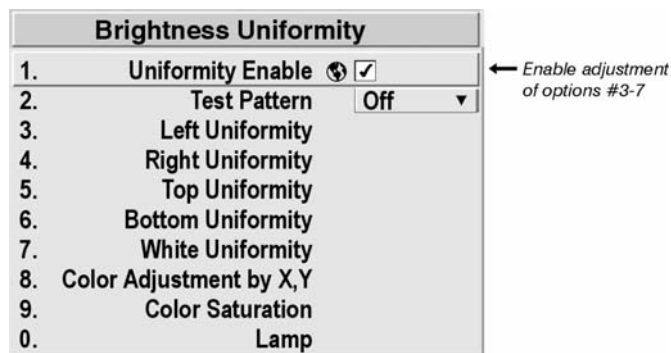 Brightness Uniformity
1. Uniformity Enable
Enable adjustment
of options #3-7
2. Test Pattern Off
3. Left Uniformity
4. Right Uniformity
5. Top Uniformity
6. Bottom Uniformity
7. White Uniformity
8. Color Adjustment by X,Y
9. Color Saturation
0. Lamp